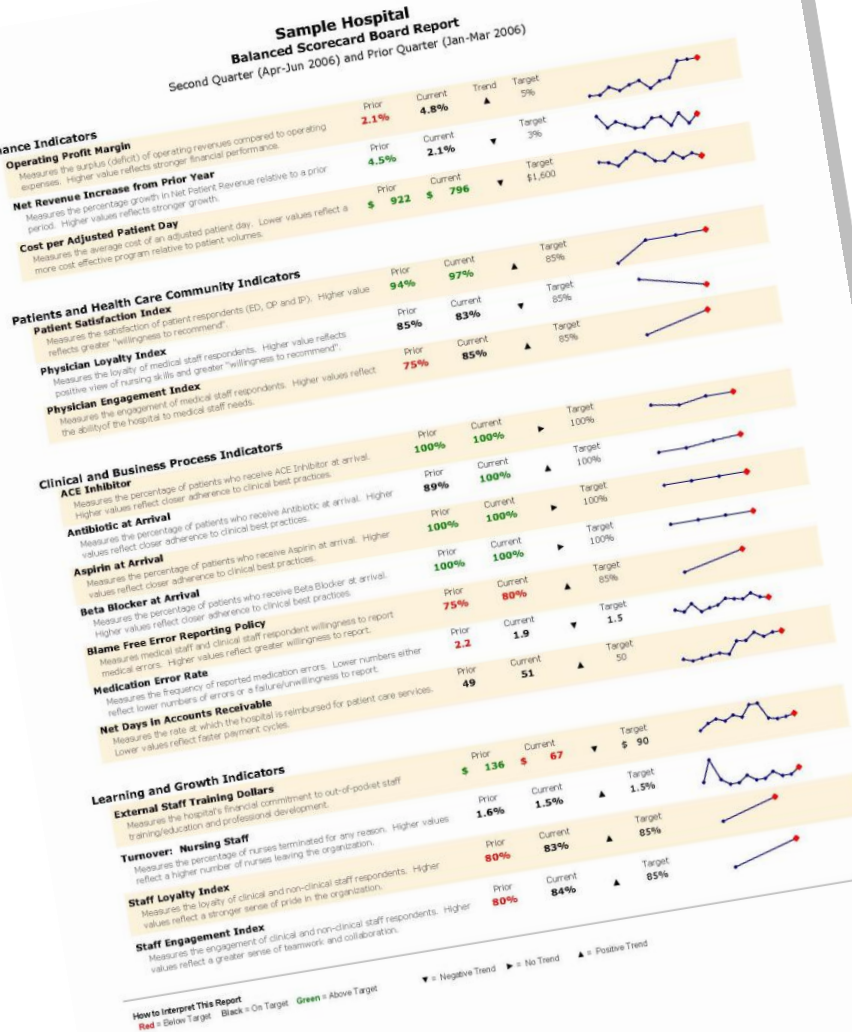 Sample Hospital
Balanced Scorecard Board Report
Second Quarter (Apr-Jun 2006) and Prior Quarter (Jan-Mar 2006)
ance Indicators
Operating Profit Margin
Measures the surplus (deficit) of operating revenues compared to operating
expenses. Higher value reflects stronger financial performance.
Prior Current Trend Target
2.1% 4.8% ▲ 5%
Net Revenue Increase from Prior Year
Measures the percentage growth in Net Patient Revenue relative to a prior
period. Higher values reflects stronger growth.
Prior Current Target
4.5% 2.1% ▼ 3%
Cost per Adjusted Patient Day
Measures the average cost of an adjusted patient day. Lower values reflect a
more cost effective program relative to patient volumes.
Prior Current Target
$ 922 $ 796 ▼ $1,600
Patients and Health Care Community Indicators
Patient Satisfaction Index
Measures the satisfaction of patient respondents (ED, OP and IP). Higher value
reflects greater "willingness to recommend".
Prior Current Target
94% 97% ▲ 85%
Physician Loyalty Index
Measures the loyalty of medical staff respondents. Higher value reflects
positive view of nursing skills and greater "willingness to recommend".
Prior Current Target
85% 83% ▼ 85%
Physician Engagement Index
Measures the engagement of medical staff respondents. Higher values reflect
the abilityof the hospital to medical staff needs.
Prior Current Target
75% 85% ▲ 85%
Clinical and Business Process Indicators
ACE Inhibitor
Measures the percentage of patients who receive ACE Inhibitor at arrival.
Higher values reflect closer adherence to clinical best practices.
Prior Current Target
100% 100% ► 100%
Antibiotic at Arrival
Measures the percentage of patients who receive Antibiotic at arrival. Higher
values reflect closer adherence to clinical best practices.
Prior Current Target
89% 100% ▲ 100%
Aspirin at Arrival
Measures the percentage of patients who receive Aspirin at arrival. Higher
values reflect closer adherence to clinical best practices.
Prior Current Target
100% 100% ► 100%
Beta Blocker at Arrival
Measures the percentage of patients who receive Beta Blocker at arrival.
Higher values reflect closer adherence to clinical best practices.
Prior Current Target
100% 100% ► 100%
Blame Free Error Reporting Policy
Measures medical staff and clinical staff respondent willingness to report
medical errors. Higher values reflect greater willingness to report.
Prior Current Target
75% 80% ▲ 85%
Medication Error Rate
Measures the frequency of reported medication errors. Lower numbers either
reflect lower numbers of errors or a failure/unwillingness to report.
Prior Current Target
2.2 1.9 ▼ 1.5
Net Days in Accounts Receivable
Measures the rate at which the hospital is reimbursed for patient care services.
Lower values reflect faster payment cycles.
Prior Current Target
49 51 ▲ 50
Learning and Growth Indicators
External Staff Training Dollars
Measures the hospital's financial commitment to out-of-pocket staff
training/education and professional development.
Prior Current Target
$ 136 $ 67 ▼ $ 90
Turnover: Nursing Staff
Measures the percentage of nurses terminated for any reason. Higher values
reflect a higher number of nurses leaving the organization.
Prior Current Target
1.6% 1.5% ▲ 1.5%
Staff Loyalty Index
Measures the loyalty of clinical and non-clinical staff respondents. Higher
values reflect a stronger sense of pride in the organization.
Prior Current Target
80% 83% ▲ 85%
Staff Engagement Index
Measures the engagement of clinical and non-clinical staff respondents. Higher
values reflect a greater sense of teamwork and collaboration.
Prior Current Target
80% 84% ▲ 85%
How to Interpret This Report
Red = Below Target Black = On Target Green = Above Target ▼ = Negative Trend ► = No Trend ▲ = Positive Trend